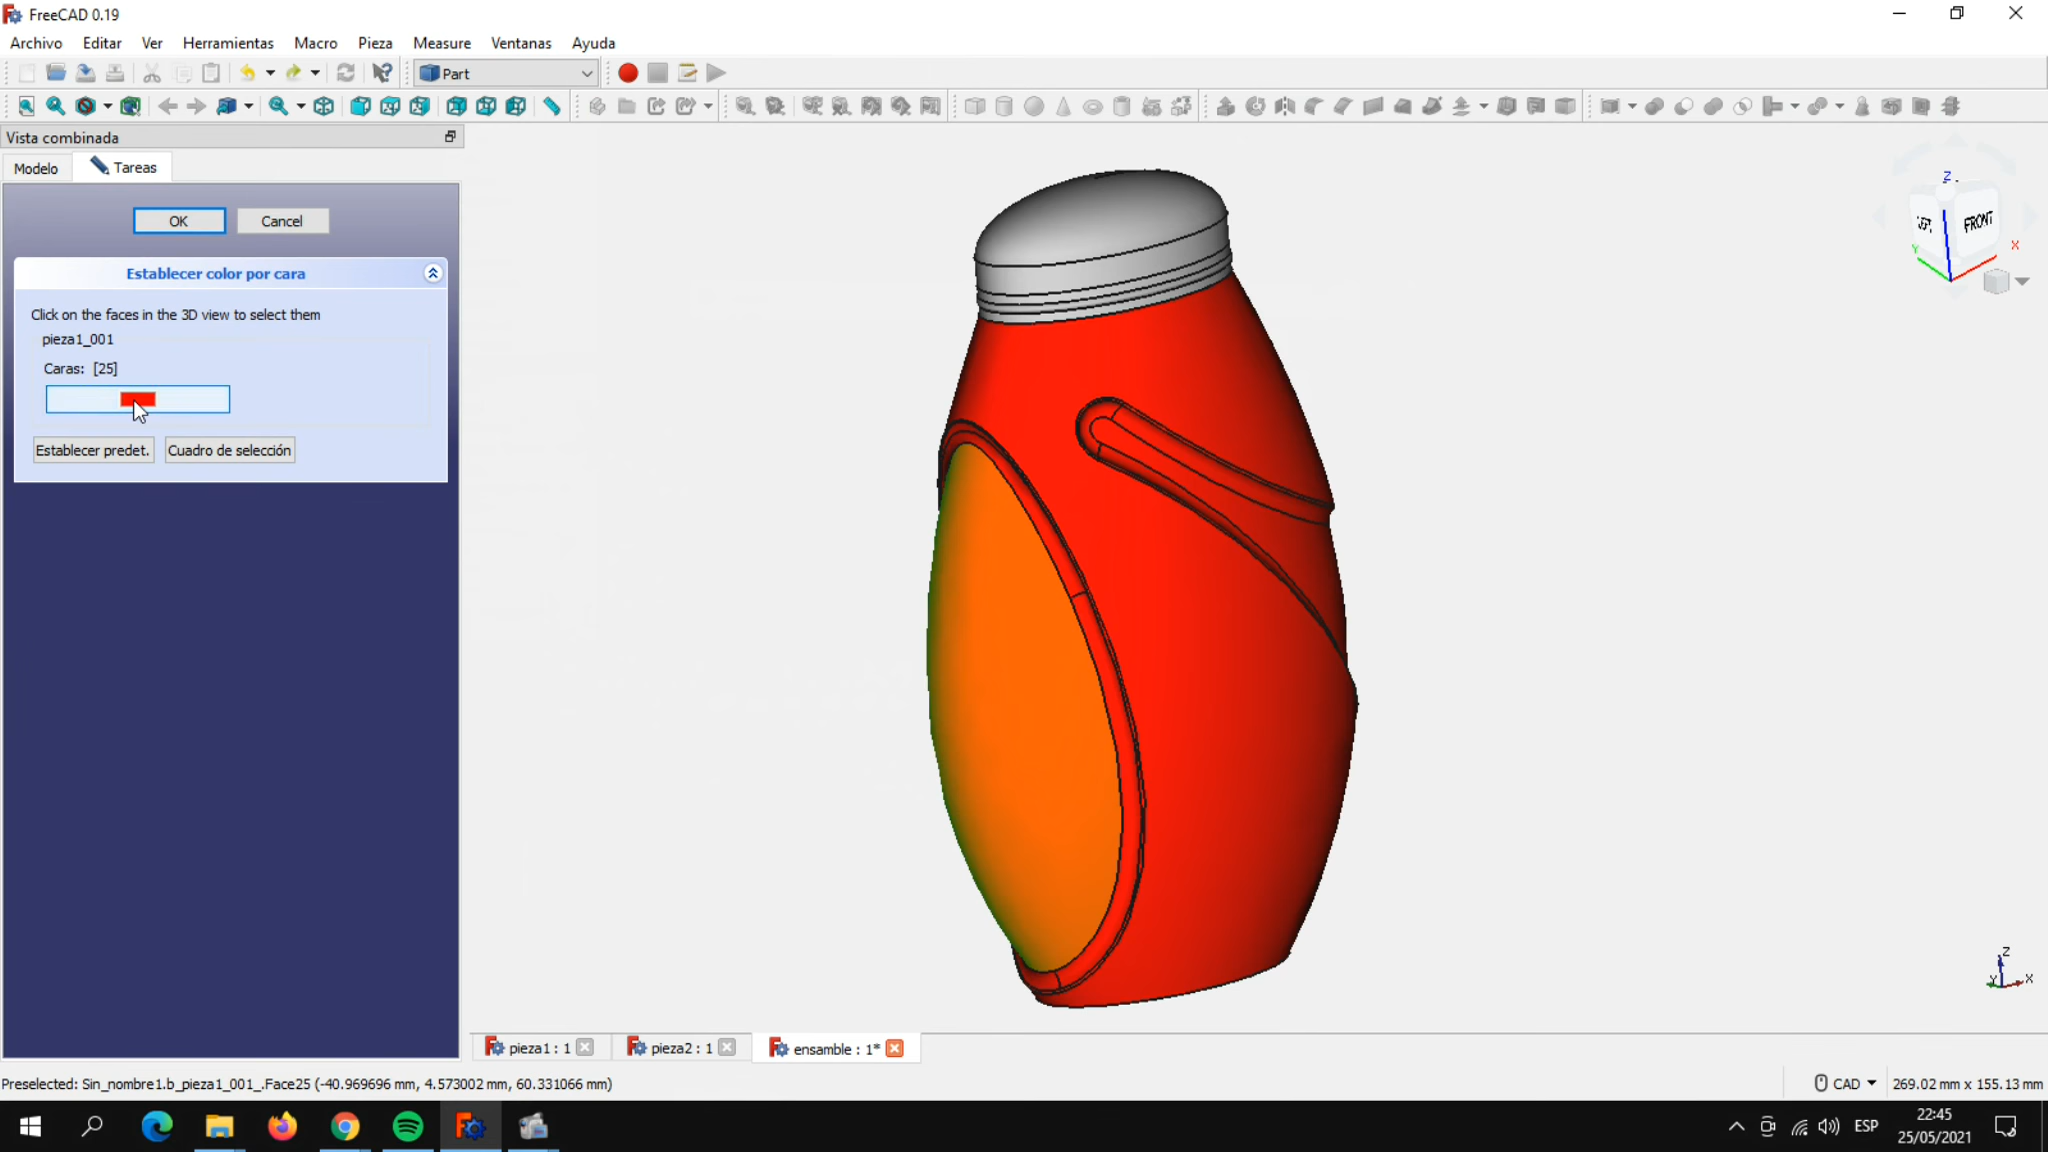 FreeCAD 0.19
Archivo Editar Ver Herramientas Macro Pieza Measure Ventanas Ayuda
Part
Vista combinada
Modelo Tareas
OK Cancel
Establecer color por cara
Click on the faces in the 3D view to select them
pieza1_001
Caras: [25]
Establecer predet. Cuadro de selección
Z
FRONT
X
Y
Z
X
pieza1 : 1 pieza2 : 1 ensamble : 1*
Preselected: Sin_nombre1.b_pieza1_001_.Face25 (-40.969696 mm, 4.573002 mm, 60.331066 mm)
CAD 269.02 mm x 155.13 mm
ESP
22:45
25/05/2021